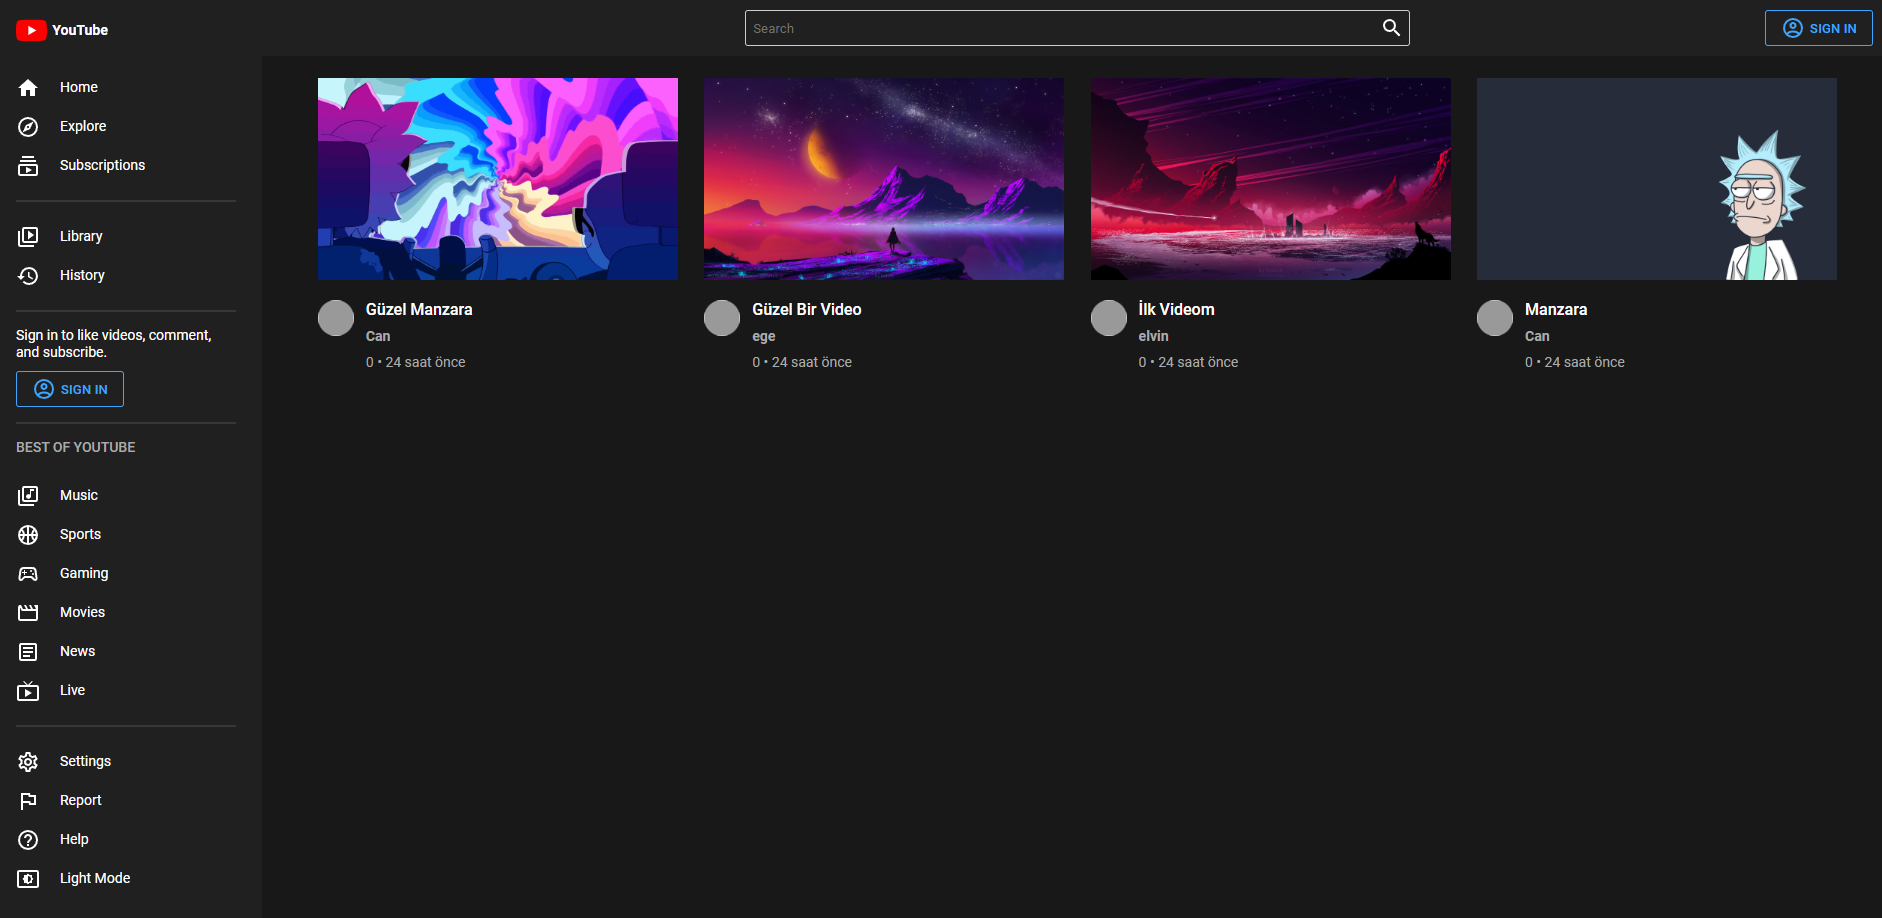 YouTube
Search
SIGN IN
Home
Explore
Subscriptions
Library
History
Sign in to like videos, comment,
and subscribe.
SIGN IN
BEST OF YOUTUBE
Music
Sports
Gaming
Movies
News
Live
Settings
Report
Help
Light Mode
Güzel Manzara
Can
0 • 24 saat önce
Güzel Bir Video
ege
0 • 24 saat önce
İlk Videom
elvin
0 • 24 saat önce
Manzara
Can
0 • 24 saat önce